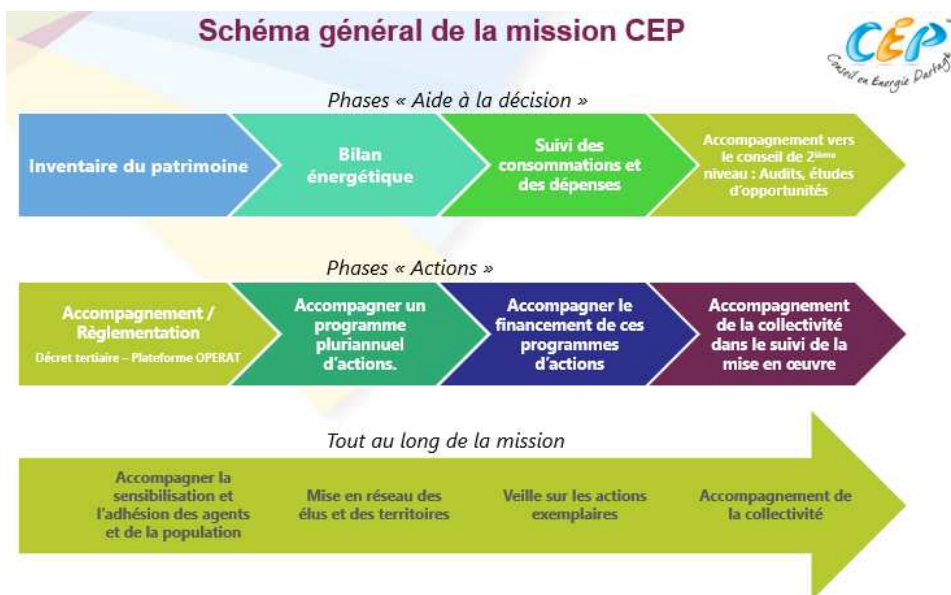 Schéma général de la mission CEP
CÉP
Conseil en Energie Partagé
Phases « Aide à la décision »
Inventaire du patrimoine
Bilan
énergétique
Suivi des
consommations et
des dépenses
Accompagnement vers
le conseil de 2ième
niveau : Audits, études
d'opportunités
Phases « Actions »
Accompagnement /
Règlementation
Décret tertiaire – Plateforme OPERAT
Accompagner un
programme
pluriannuel
d'actions.
Accompagner le
financement de ces
programmes
d'actions
Accompagnement
de la collectivité
dans le suivi de la
mise en œuvre
Tout au long de la mission
Accompagner la
sensibilisation et
l'adhésion des agents
et de la population
Mise en réseau des
élus et des territoires
Veille sur les actions
exemplaires
Accompagnement de
la collectivité